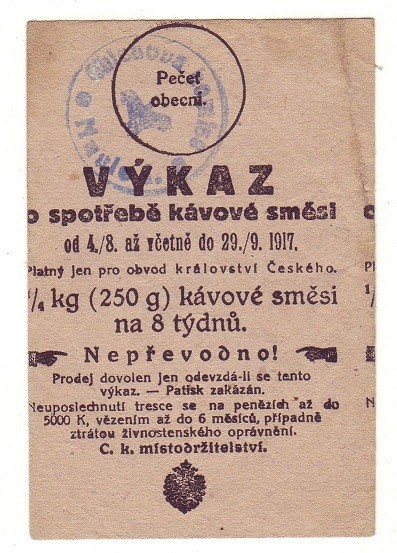 Pečeť
obecní.
VÝKAZ
o spotřebě kávové směsi
od 4./8. až včetně do 29./9. 1917.
Platný jen pro obvod království Českého.
¼ kg (250 g) kávové směsi
na 8 týdnů.
Nepřevodno!
Prodej dovolen jen odevzdá-li se tento
výkaz. — Patisk zakázán.
Neuposlechnutí tresce se na penězích až do
5000 K, vězením až do 6 měsíců, případně
ztrátou živnostenského oprávnění.
C. k. místodržitelství.